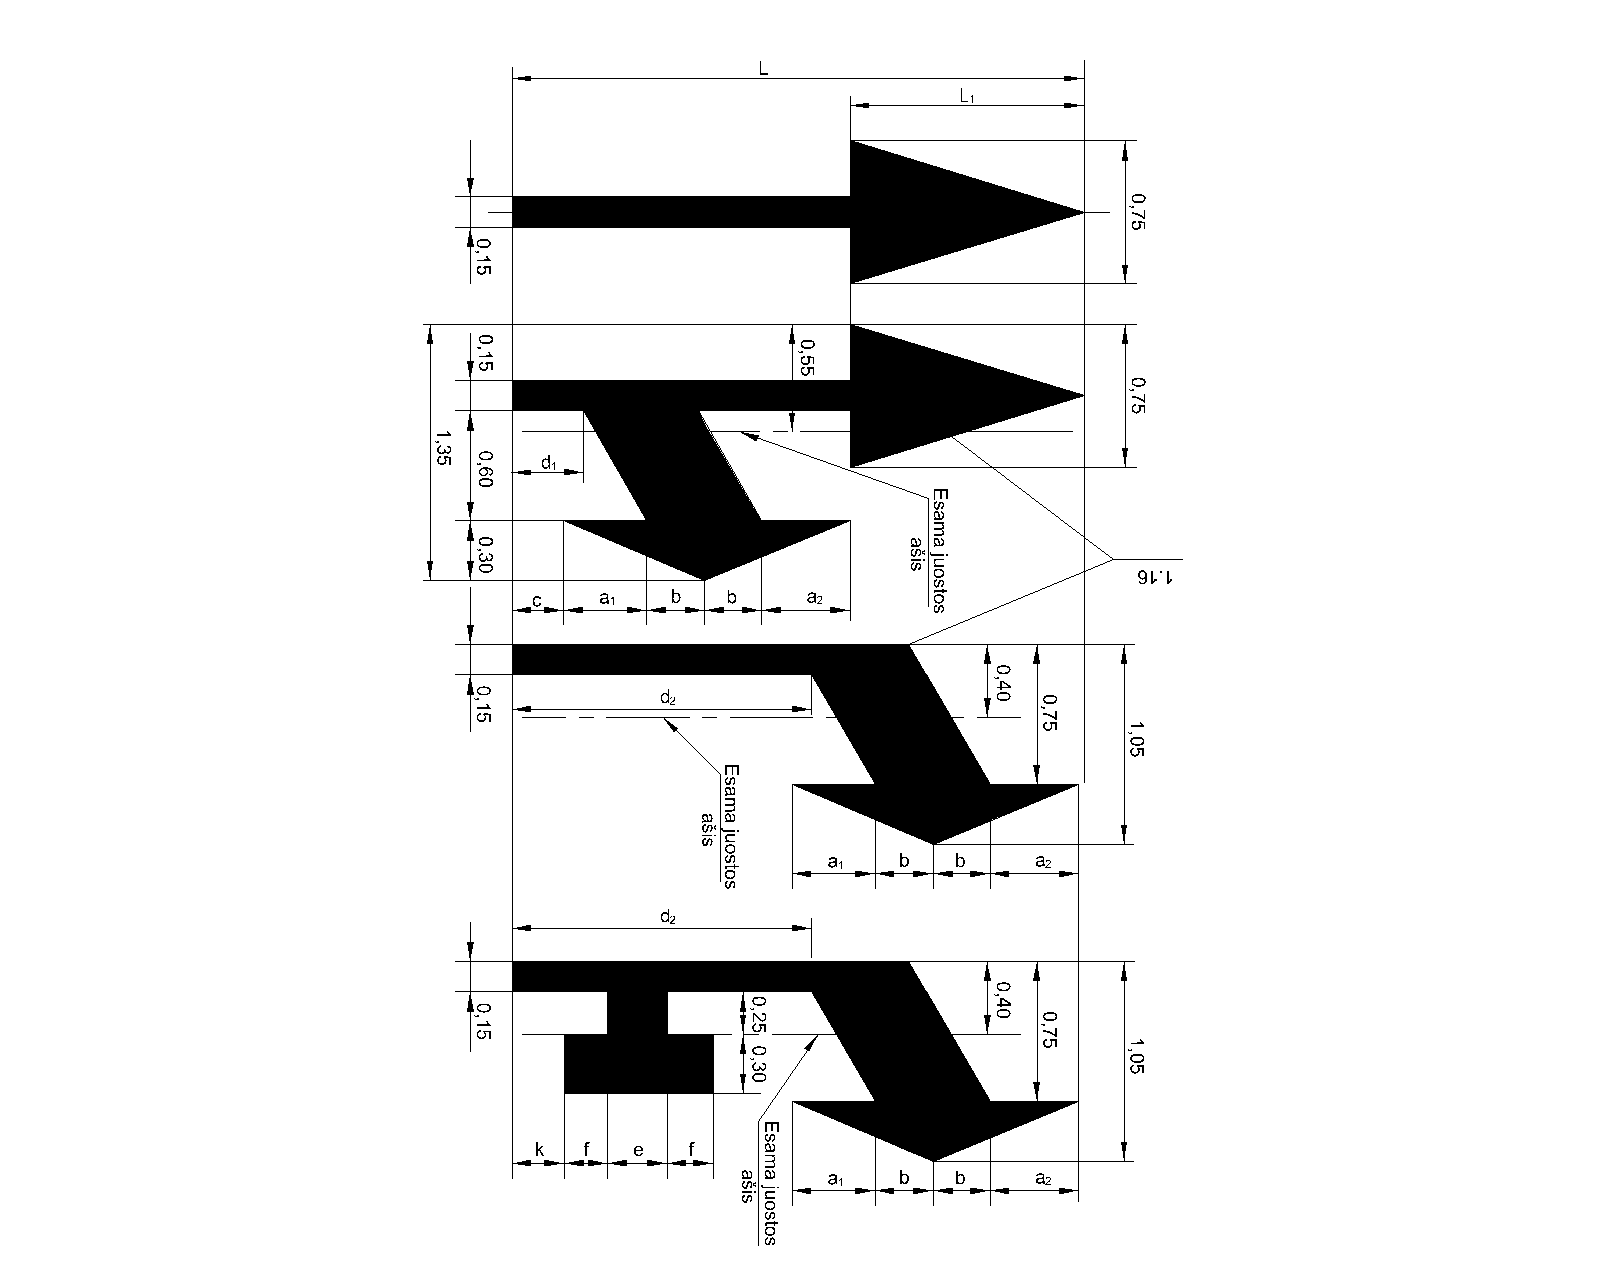 L
L1
0,75
0,15
0,15
0,55
0,75
1,35
0,60
d1
Esama juostos
ašis
0,30
1.16
c
a1
b
b
a2
0,15
d2
0,40
0,75
1,05
Esama juostos
ašis
a1
b
b
a2
d2
0,15
0,25
0,30
0,40
0,75
1,05
Esama juostos
ašis
k
f
e
f
a1
b
b
a2